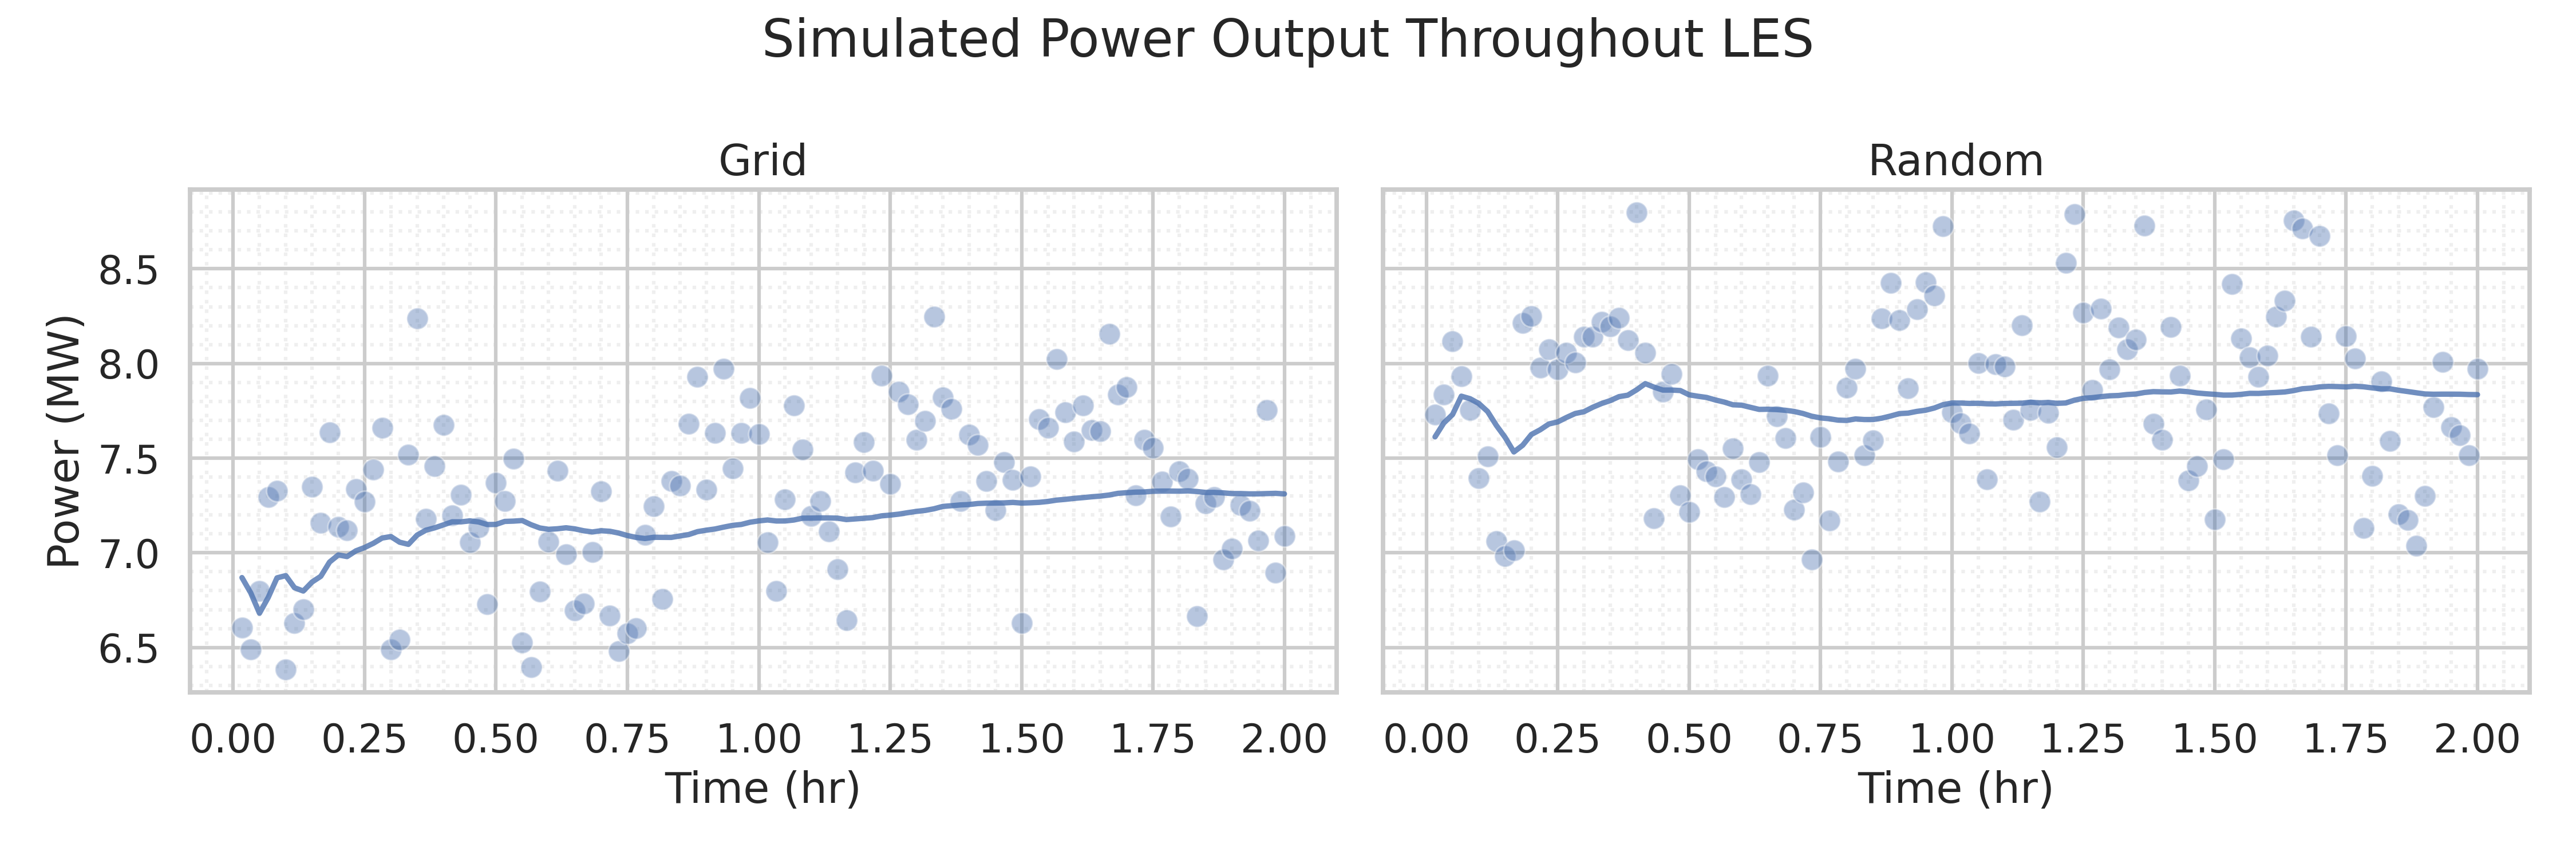 Simulated Power Output Throughout LES
Grid
Random
Power (MW)
8.5
8.0
7.5
7.0
6.5
0.00 0.25 0.50 0.75 1.00 1.25 1.50 1.75 2.00
0.00 0.25 0.50 0.75 1.00 1.25 1.50 1.75 2.00
Time (hr)
Time (hr)